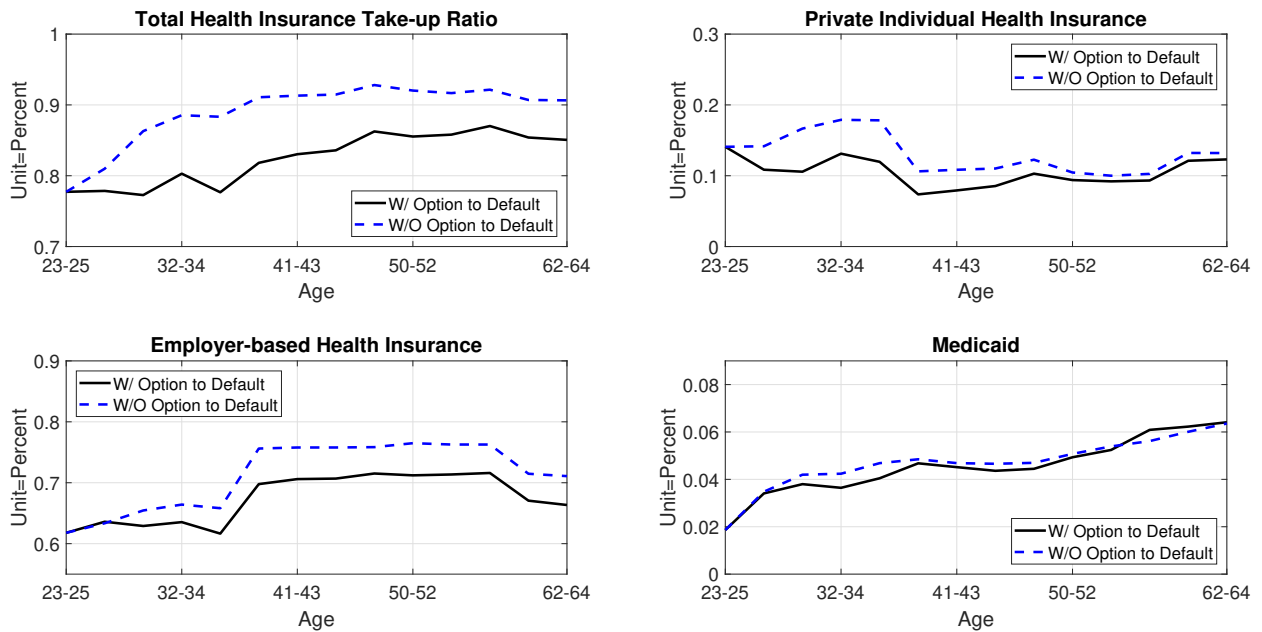 Total Health Insurance Take-up Ratio
1
0.9
0.8
0.7
Unit=Percent
W/ Option to Default
W/O Option to Default
23-25
32-34
41-43
50-52
62-64
Age
Private Individual Health Insurance
0.3
0.2
0.1
0
Unit=Percent
W/ Option to Default
W/O Option to Default
23-25
32-34
41-43
50-52
62-64
Age
Employer-based Health Insurance
0.9
0.8
0.7
0.6
Unit=Percent
W/ Option to Default
W/O Option to Default
23-25
32-34
41-43
50-52
62-64
Age
Medicaid
0.08
0.06
0.04
0.02
0
Unit=Percent
W/ Option to Default
W/O Option to Default
23-25
32-34
41-43
50-52
62-64
Age